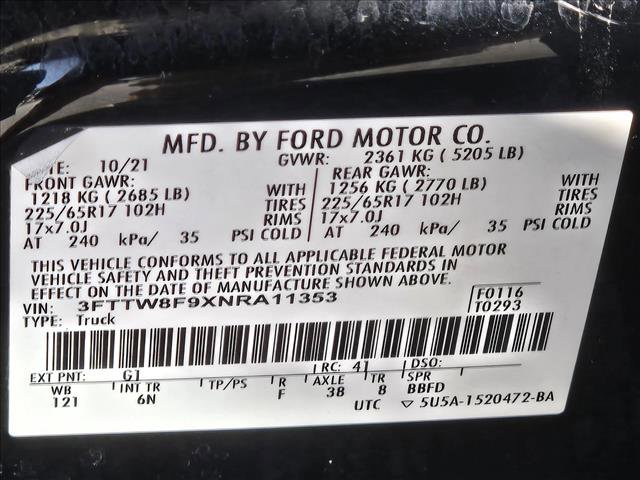 MFD. BY FORD MOTOR CO.
10/21 GVWR: 2361 KG ( 5205 LB)
FRONT GAWR: REAR GAWR:
1218 KG ( 2685 LB) WITH 1256 KG ( 2770 LB) WITH
225/65R17 102H TIRES 225/65R17 102H TIRES
17x7.0J RIMS 17x7.0J RIMS
AT 240 kPa/ 35 PSI COLD AT 240 kPa/ 35 PSI COLD
THIS VEHICLE CONFORMS TO ALL APPLICABLE FEDERAL MOTOR
VEHICLE SAFETY AND THEFT PREVENTION STANDARDS IN
EFFECT ON THE DATE OF MANUFACTURE SHOWN ABOVE.
VIN: 3FTTW8F9XNRA11353 F0116
TYPE: Truck T0293
EXT PNT: G1 RC: 41 DSO:
WB INT TR TP/PS R AXLE TR SPR
121 6N F 38 8 BBFD
UTC ▽ 5U5A-1520472-BA